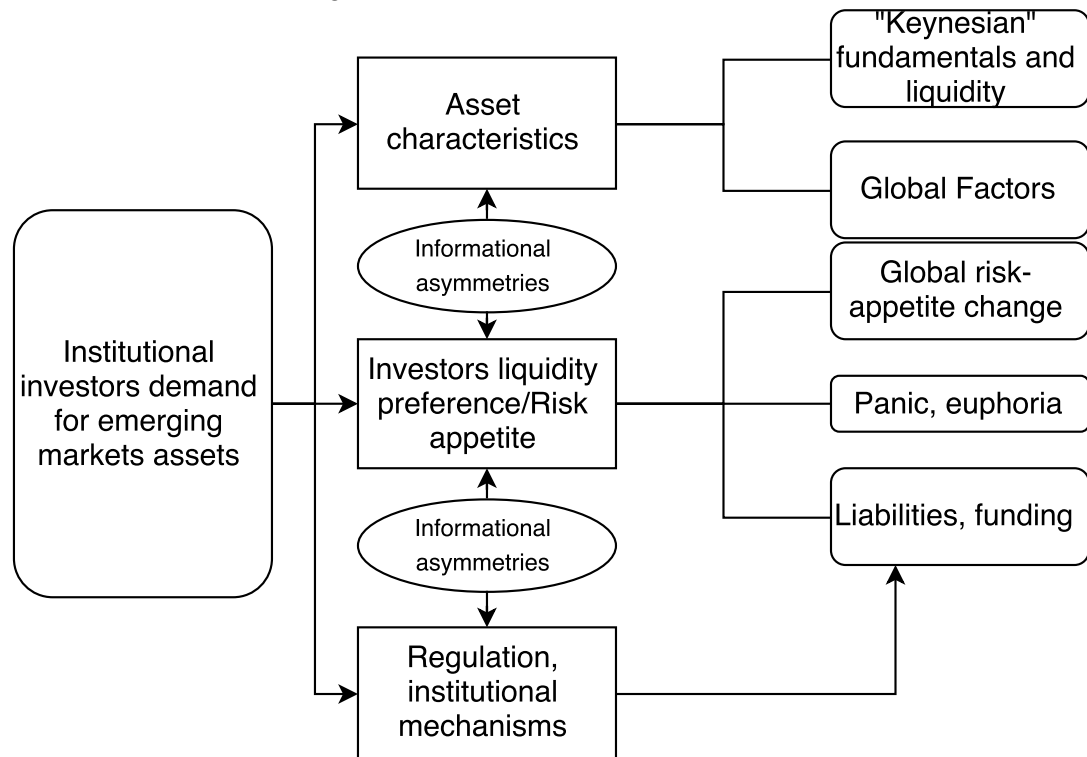 "Keynesian"
fundamentals and
liquidity
Asset
characteristics
Global Factors
Informational
asymmetries
Global risk-
appetite change
Institutional
investors demand
for emerging
markets assets
Investors liquidity
preference/Risk
appetite
Panic, euphoria
Informational
asymmetries
Liabilities, funding
Regulation,
institutional
mechanisms